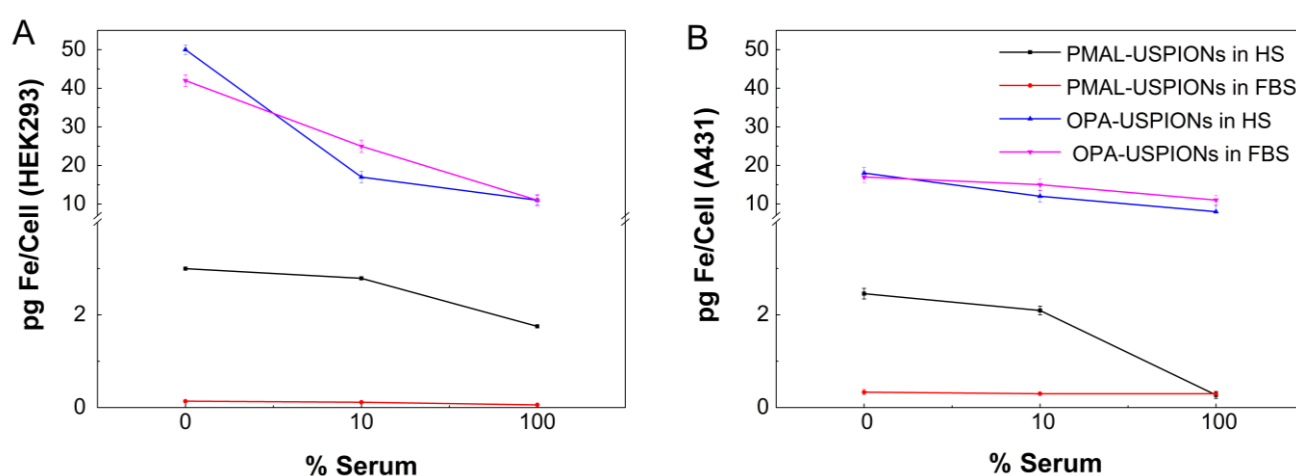 A
pg Fe/Cell (HEK293)
50
40
30
20
10
2
0
0
10
100
% Serum
B
pg Fe/Cell (A431)
50
40
30
20
10
2
0
0
10
100
% Serum
PMAL-USPIONs in HS
PMAL-USPIONs in FBS
OPA-USPIONs in HS
OPA-USPIONs in FBS